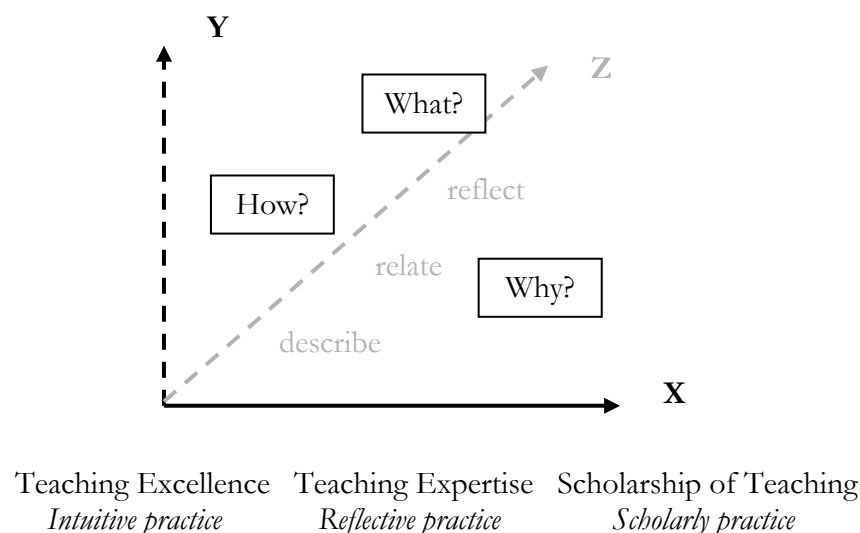 Y
Z
What?
reflect
How?
relate
Why?
describe
X
Teaching Excellence Teaching Expertise Scholarship of Teaching
Intuitive practice Reflective practice Scholarly practice